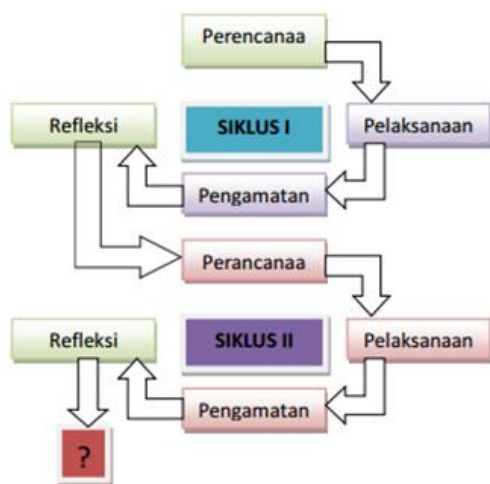 Perencanaa
Refleksi
SIKLUS I
Pelaksanaan
Pengamatan
Perancanaa
Refleksi
SIKLUS II
Pelaksanaan
Pengamatan
?